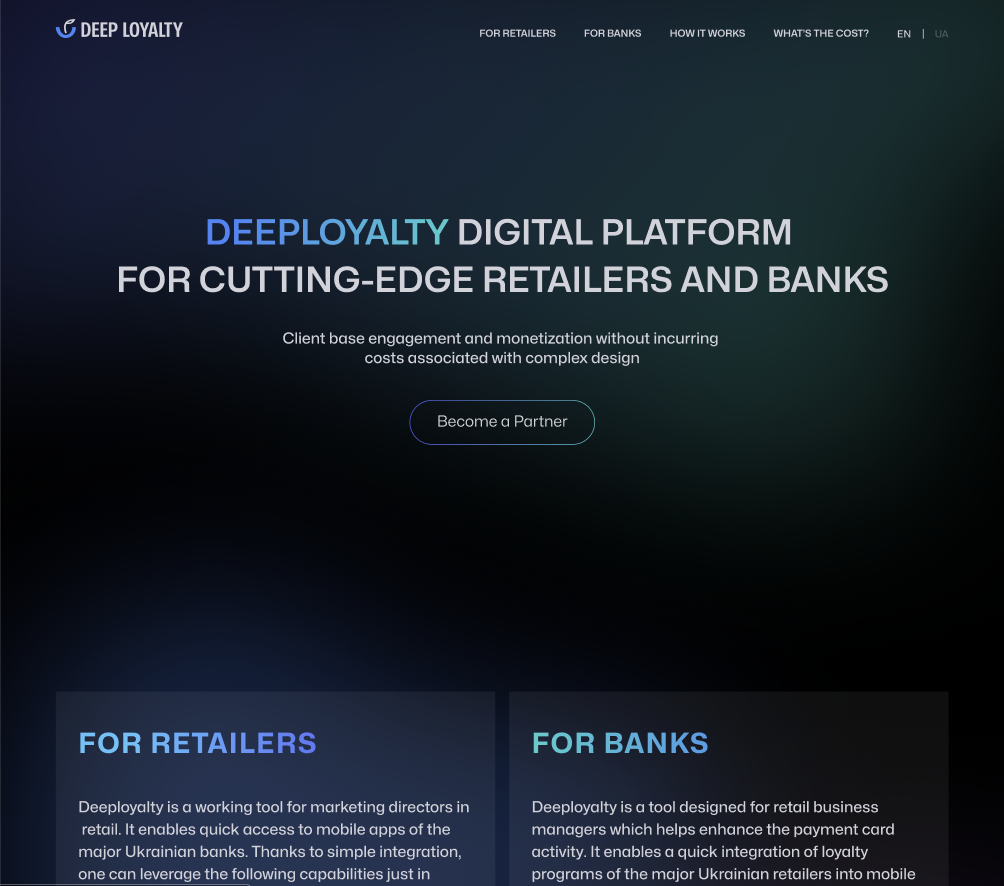 DEEP LOYALTY
FOR RETAILERS FOR BANKS HOW IT WORKS WHAT'S THE COST? EN | UA
DEEPLOYALTY DIGITAL PLATFORM
FOR CUTTING-EDGE RETAILERS AND BANKS
Client base engagement and monetization without incurring
costs associated with complex design
Become a Partner
FOR RETAILERS
Deeployalty is a working tool for marketing directors in
retail. It enables quick access to mobile apps of the
major Ukrainian banks. Thanks to simple integration,
one can leverage the following capabilities just in
FOR BANKS
Deeployalty is a tool designed for retail business
managers which helps enhance the payment card
activity. It enables a quick integration of loyalty
programs of the major Ukrainian retailers into mobile